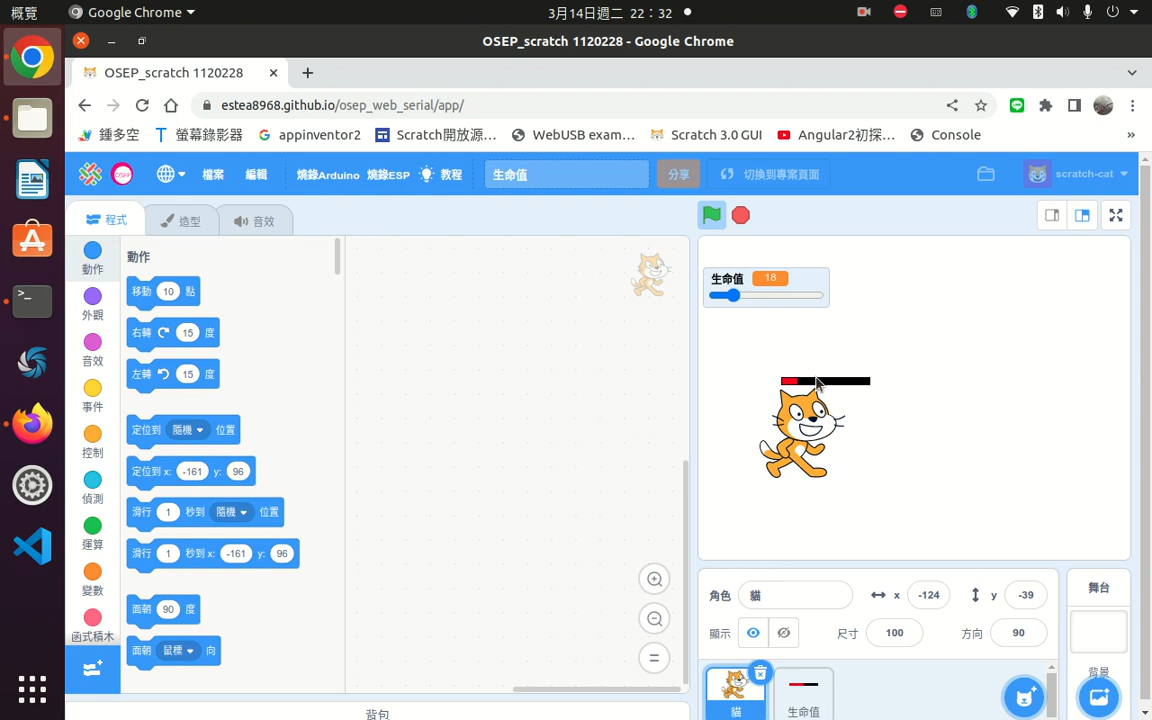 概覽
Google Chrome
3月14日週二 22：32
OSEP_scratch 1120228 - Google Chrome
OSEP_scratch 1120228
estea8968.github.io/osep_web_serial/app/
鍾多空
螢幕錄影器
appinventor2
Scratch開放源…
WebUSB exam…
Scratch 3.0 GUI
Angular2初探…
Console
»
OSEP
檔案
編輯
燒錄Arduino
燒錄ESP
教程
生命值
分享
切換到專案頁面
scratch-cat
程式
造型
音效
動作
外觀
音效
事件
控制
偵測
運算
變數
函式積木
動作
移動 10 點
右轉 15 度
左轉 15 度
定位到 隨機 位置
定位到 x: -161 y: 96
滑行 1 秒到 隨機 位置
滑行 1 秒到 x: -161 y: 96
面朝 90 度
面朝 鼠標 向
背包
生命值 18
角色 貓 x -124 y -39
顯示 尺寸 100 方向 90
貓
生命值
舞台
背景